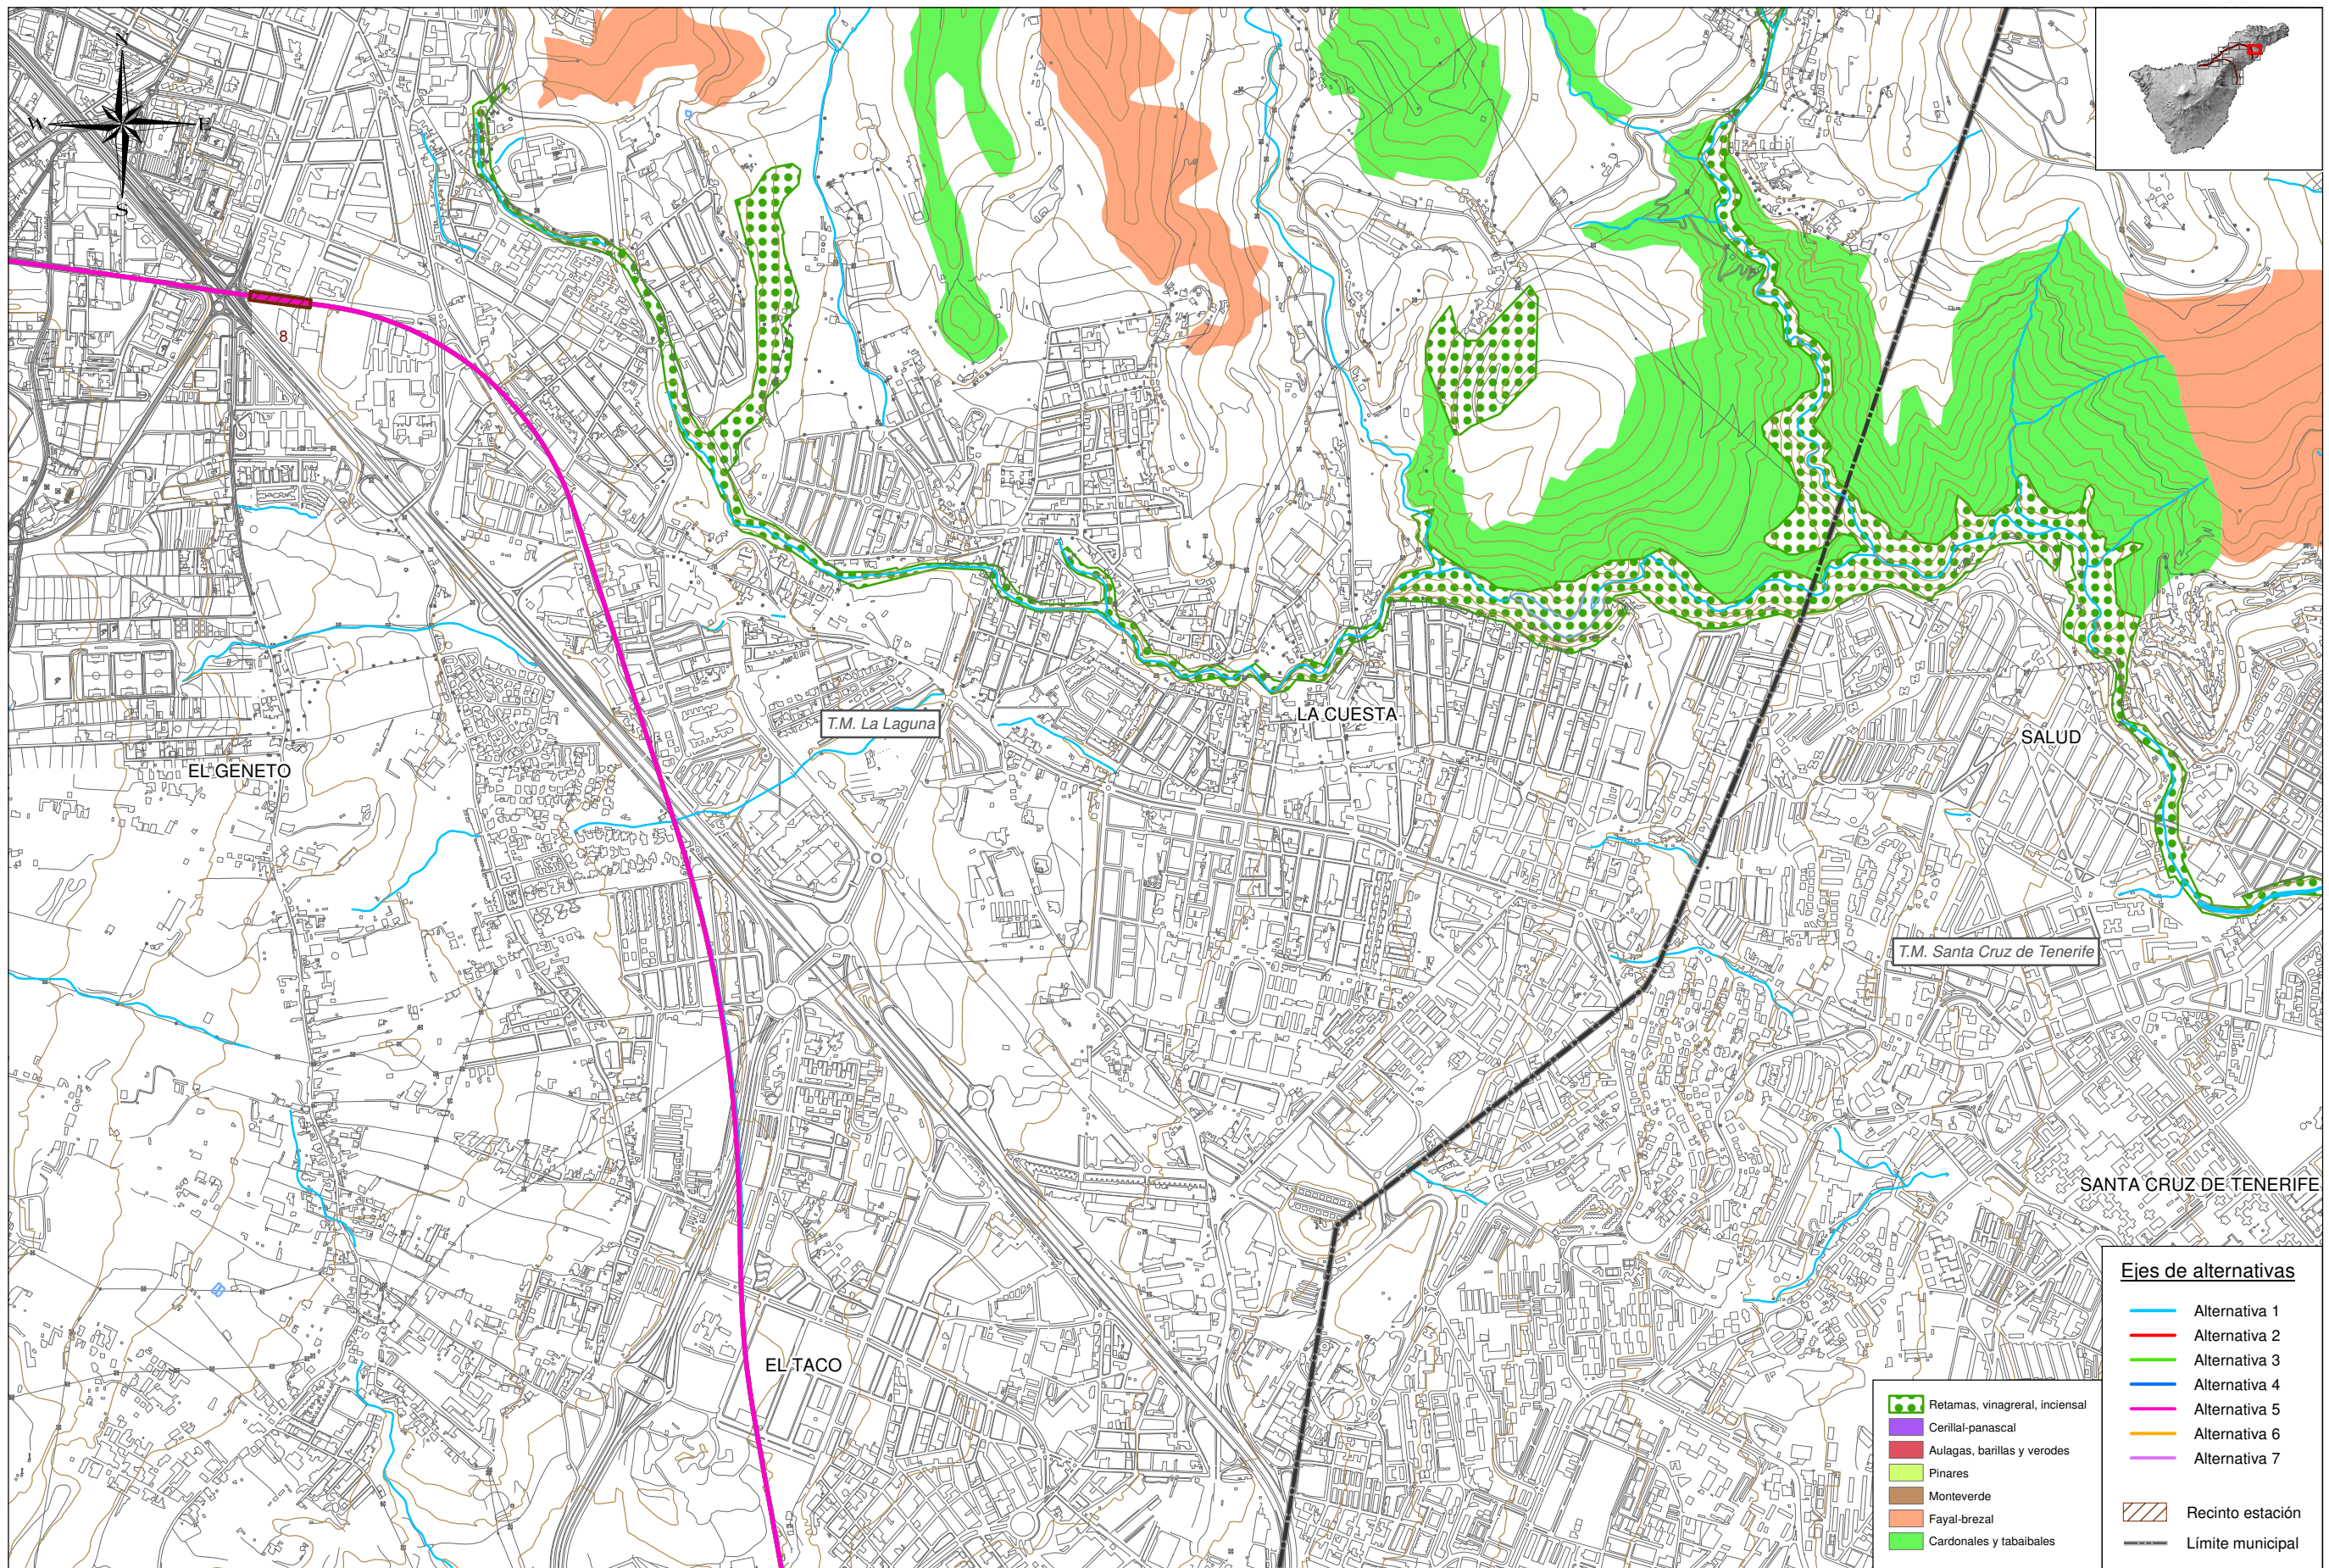 N
W
E
S
8
T.M. La Laguna
LA CUESTA
SALUD
EL GENETO
T.M. Santa Cruz de Tenerife
SANTA CRUZ DE TENERIFE
EL TACO
Ejes de alternativas
Alternativa 1
Alternativa 2
Alternativa 3
Alternativa 4
Alternativa 5
Alternativa 6
Alternativa 7
Recinto estación
Límite municipal
Retamas, vinagreral, inciensal
Cerillal-panascal
Aulagas, barillas y verodes
Pinares
Monteverde
Fayal-brezal
Cardonales y tabaibales